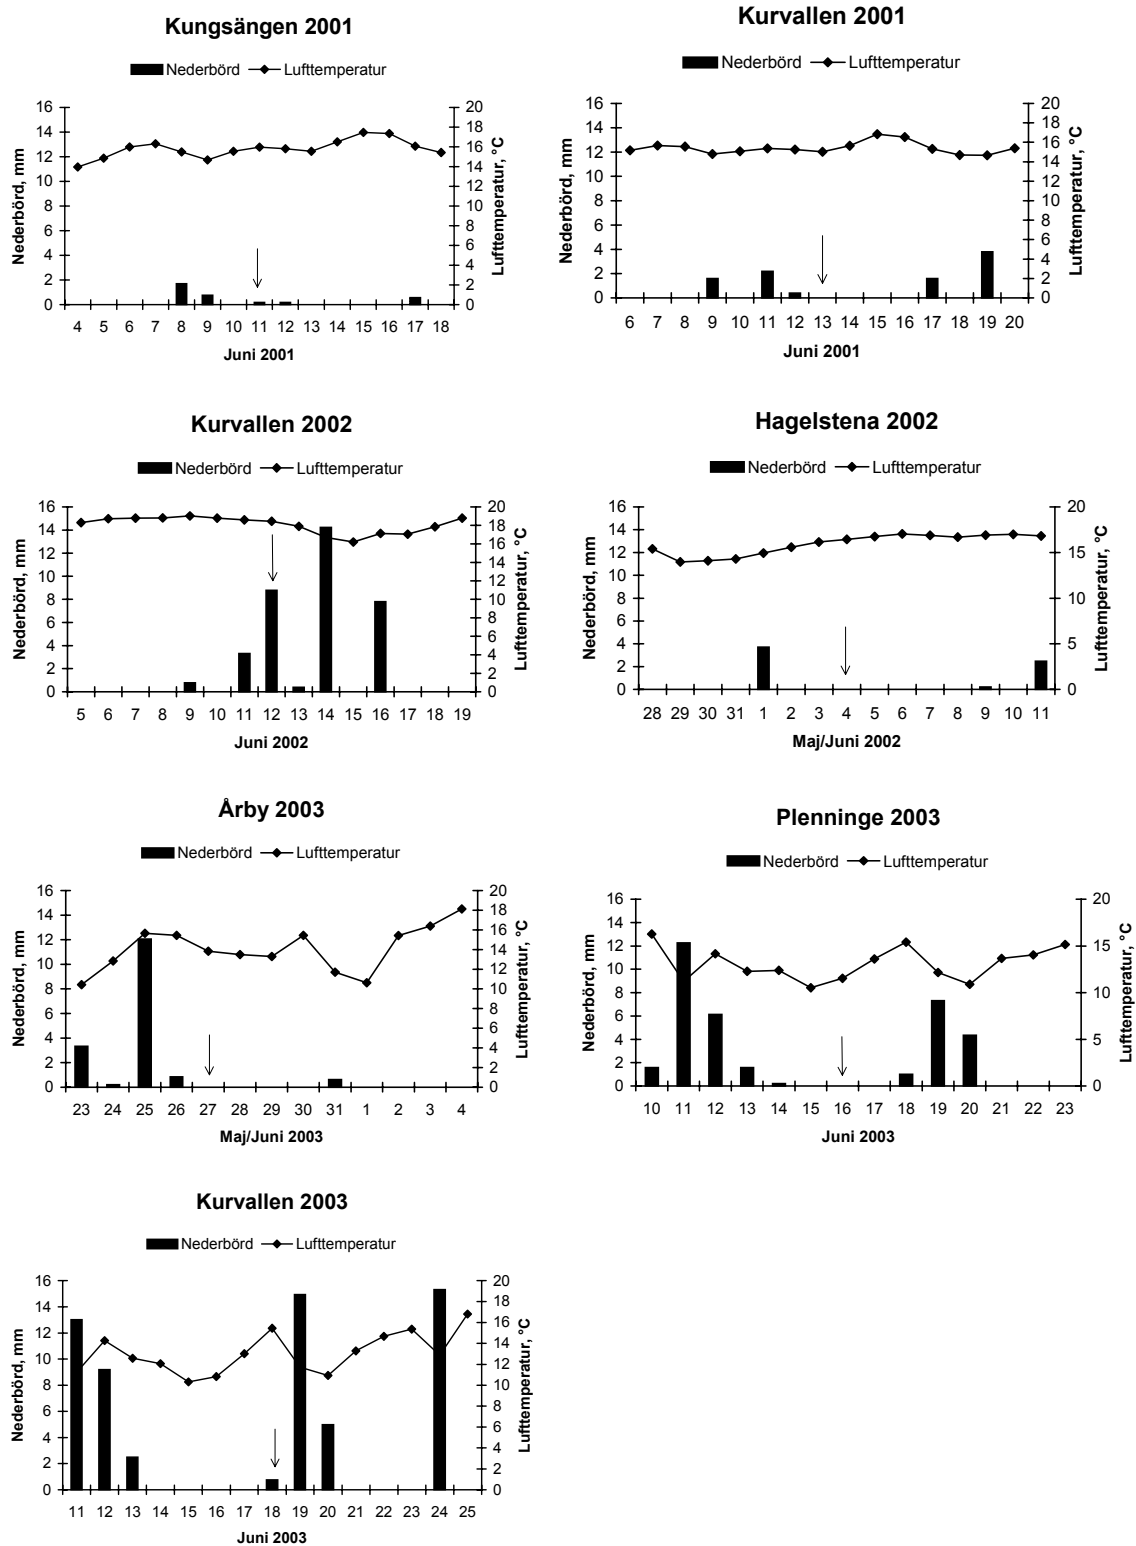 Kungsängen 2001
Nederbörd Lufttemperatur
16 14 12 10 8 6 4 2 0
Nederbörd, mm
20 18 16 14 12 10 8 6 4 2 0
Lufttemperatur, °C
4 5 6 7 8 9 10 11 12 13 14 15 16 17 18
Juni 2001
Kurvallen 2001
Nederbörd Lufttemperatur
16 14 12 10 8 6 4 2 0
Nederbörd, mm
20 18 16 14 12 10 8 6 4 2 0
Lufttemperatur, °C
6 7 8 9 10 11 12 13 14 15 16 17 18 19 20
Juni 2001
Kurvallen 2002
Nederbörd Lufttemperatur
16 14 12 10 8 6 4 2 0
Nederbörd, mm
20 18 16 14 12 10 8 6 4 2 0
Lufttemperatur, °C
5 6 7 8 9 10 11 12 13 14 15 16 17 18 19
Juni 2002
Hagelstena 2002
Nederbörd Lufttemperatur
16 14 12 10 8 6 4 2 0
Nederbörd, mm
20 15 10 5 0
Lufttemperatur, °C
28 29 30 31 1 2 3 4 5 6 7 8 9 10 11
Maj/Juni 2002
Årby 2003
Nederbörd Lufttemperatur
16 14 12 10 8 6 4 2 0
Nederbörd, mm
20 18 16 14 12 10 8 6 4 2 0
Lufttemperatur, °C
23 24 25 26 27 28 29 30 31 1 2 3 4
Maj/Juni 2003
Plenninge 2003
Nederbörd Lufttemperatur
16 14 12 10 8 6 4 2 0
Nederbörd, mm
20 15 10 5 0
Lufttemperatur, °C
10 11 12 13 14 15 16 17 18 19 20 21 22 23
Juni 2003
Kurvallen 2003
Nederbörd Lufttemperatur
16 14 12 10 8 6 4 2 0
Nederbörd, mm
20 18 16 14 12 10 8 6 4 2 0
Lufttemperatur, °C
11 12 13 14 15 16 17 18 19 20 21 22 23 24 25
Juni 2003